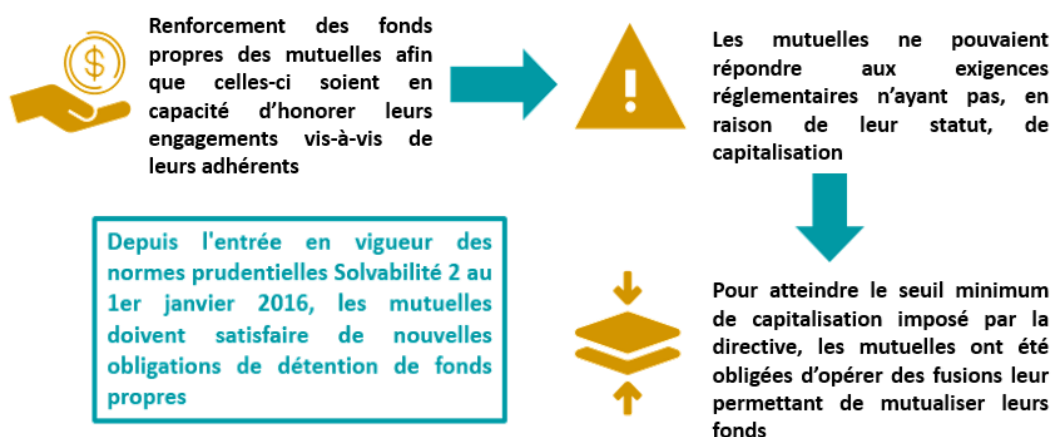 Renforcement des fonds
propres des mutuelles afin
que celles-ci soient en
capacité d’honorer leurs
engagements vis-à-vis de
leurs adhérents
Les mutuelles ne pouvaient
répondre aux exigences
réglementaires n’ayant pas, en
raison de leur statut, de
capitalisation
Depuis l'entrée en vigueur des
normes prudentielles Solvabilité 2 au
1er janvier 2016, les mutuelles
doivent satisfaire de nouvelles
obligations de détention de fonds
propres
Pour atteindre le seuil minimum
de capitalisation imposé par la
directive, les mutuelles ont été
obligées d’opérer des fusions leur
permettant de mutualiser leurs
fonds